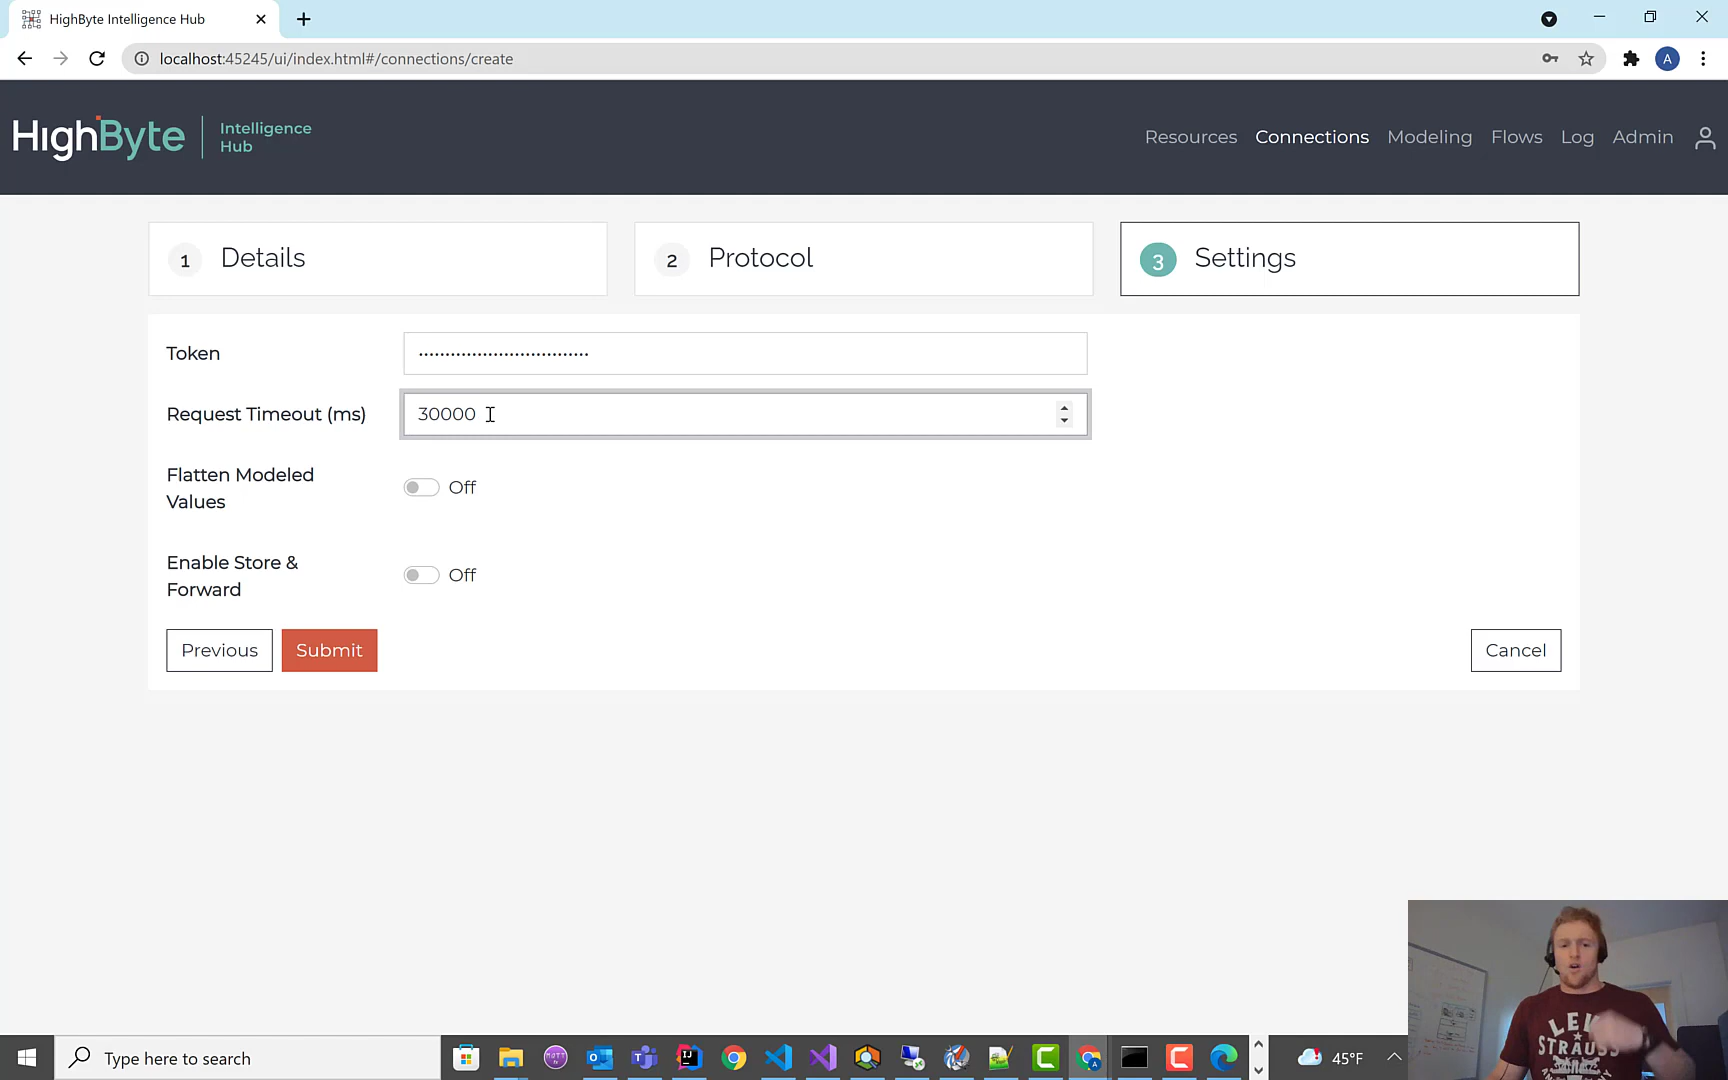 HighByte Intelligence Hub
localhost:45245/ui/index.html#/connections/create
A
HighByte
Intelligence
Hub
Resources Connections Modeling Flows Log Admin
1 Details
2 Protocol
3 Settings
Token
Request Timeout (ms)
30000
Flatten Modeled
Values
Off
Enable Store &
Forward
Off
Previous
Submit
Cancel
STRAUSS
Type here to search
45°F